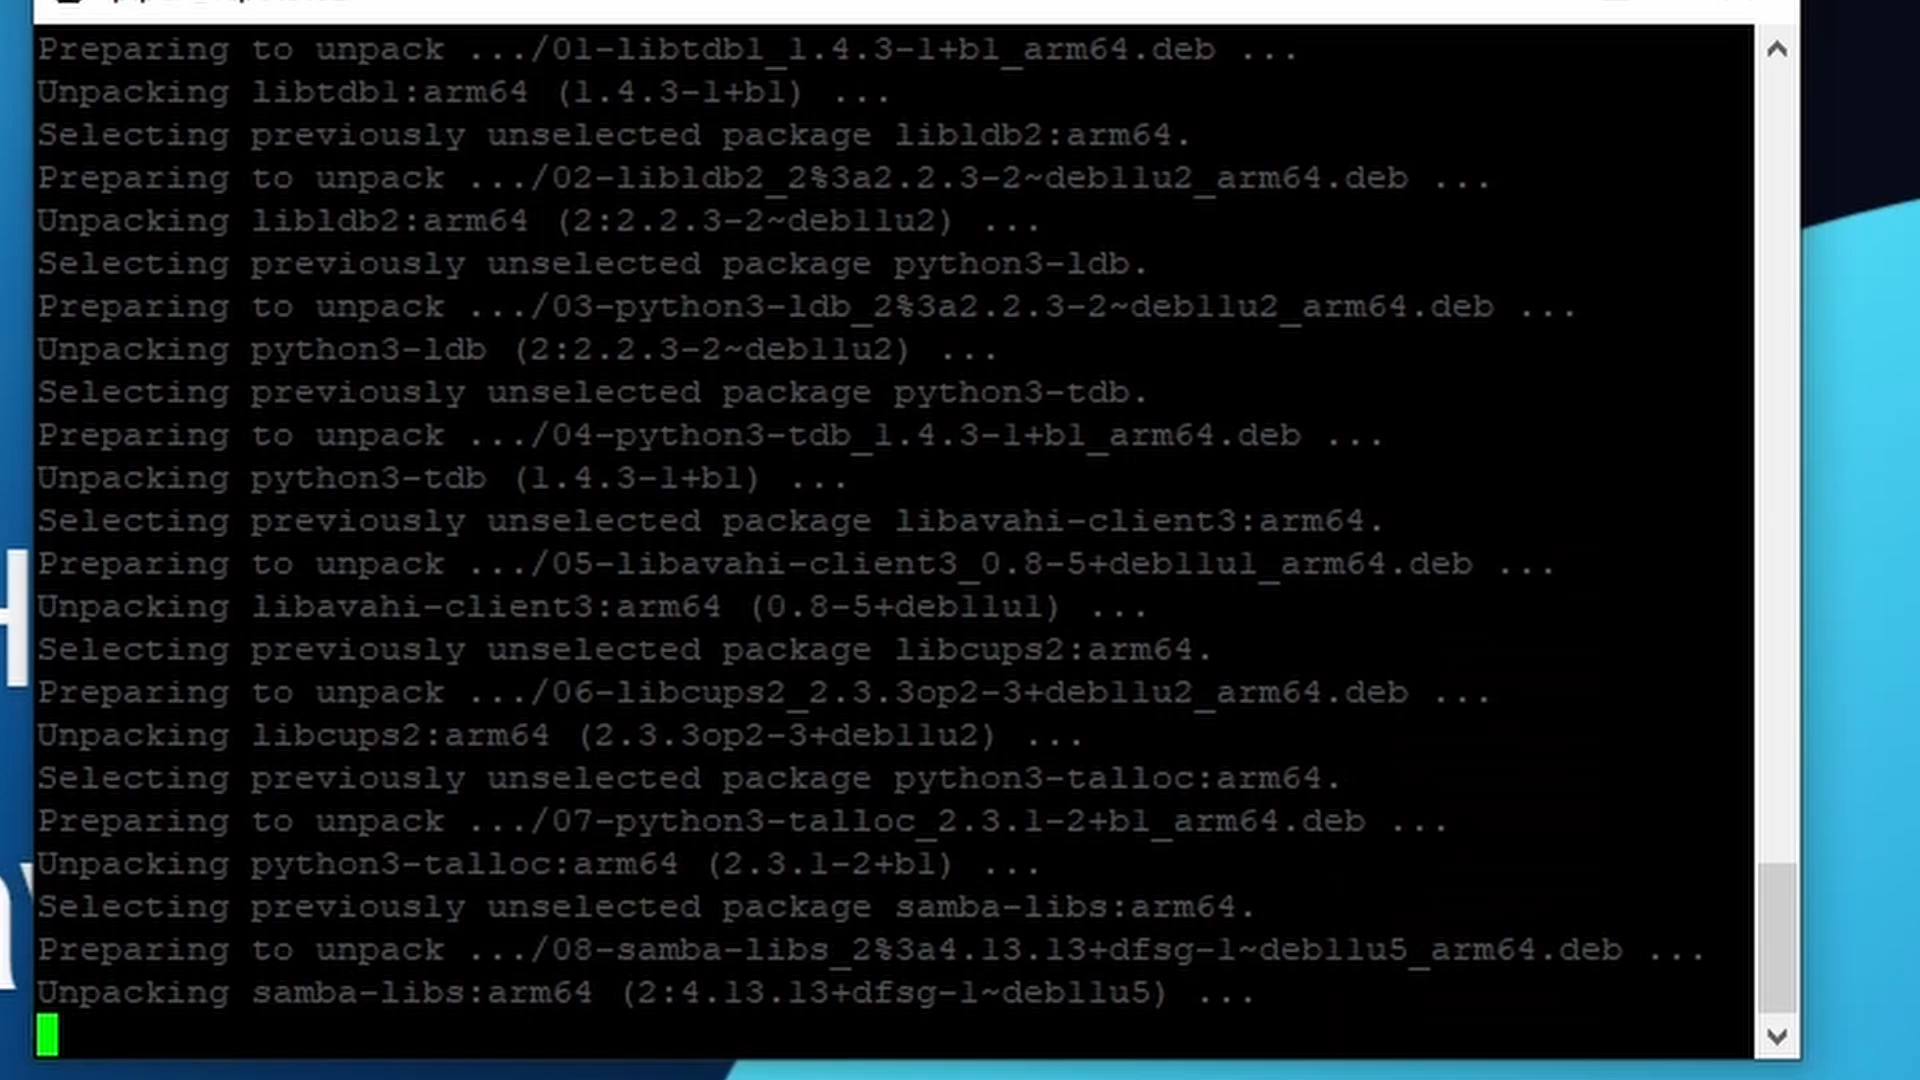 Preparing to unpack .../01-libtdb1_1.4.3-1+b1_arm64.deb ...
Unpacking libtdb1:arm64 (1.4.3-1+b1) ...
Selecting previously unselected package libldb2:arm64.
Preparing to unpack .../02-libldb2_2%3a2.2.3-2~deb11u2_arm64.deb ...
Unpacking libldb2:arm64 (2:2.2.3-2~deb11u2) ...
Selecting previously unselected package python3-ldb.
Preparing to unpack .../03-python3-ldb_2%3a2.2.3-2~deb11u2_arm64.deb ...
Unpacking python3-ldb (2:2.2.3-2~deb11u2) ...
Selecting previously unselected package python3-tdb.
Preparing to unpack .../04-python3-tdb_1.4.3-1+b1_arm64.deb ...
Unpacking python3-tdb (1.4.3-1+b1) ...
Selecting previously unselected package libavahi-client3:arm64.
Preparing to unpack .../05-libavahi-client3_0.8-5+deb11u1_arm64.deb ...
Unpacking libavahi-client3:arm64 (0.8-5+deb11u1) ...
Selecting previously unselected package libcups2:arm64.
Preparing to unpack .../06-libcups2_2.3.3op2-3+deb11u2_arm64.deb ...
Unpacking libcups2:arm64 (2.3.3op2-3+deb11u2) ...
Selecting previously unselected package python3-talloc:arm64.
Preparing to unpack .../07-python3-talloc_2.3.1-2+b1_arm64.deb ...
Unpacking python3-talloc:arm64 (2.3.1-2+b1) ...
Selecting previously unselected package samba-libs:arm64.
Preparing to unpack .../08-samba-libs_2%3a4.13.13+dfsg-1~deb11u5_arm64.deb ...
Unpacking samba-libs:arm64 (2:4.13.13+dfsg-1~deb11u5) ...